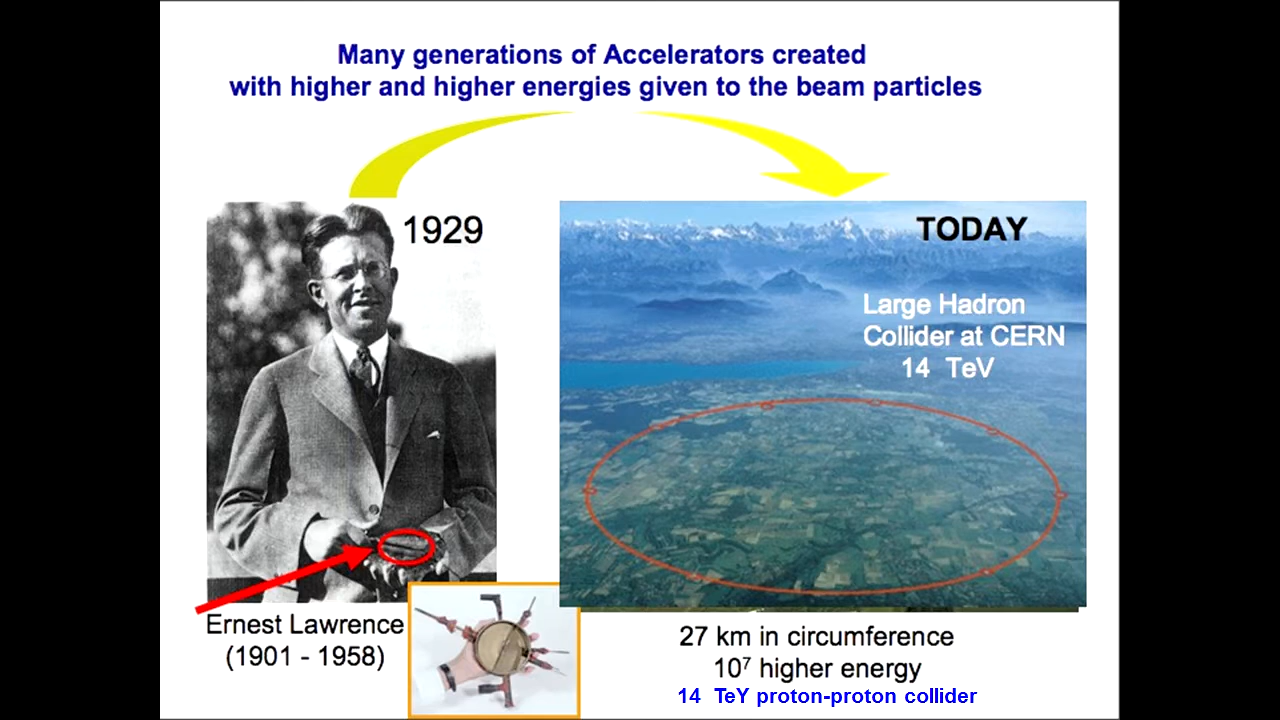 Many generations of Accelerators created
with higher and higher energies given to the beam particles
1929
TODAY
Large Hadron
Collider at CERN
14 TeV
Ernest Lawrence
(1901 - 1958)
27 km in circumference
10⁷ higher energy
14 TeY proton-proton collider